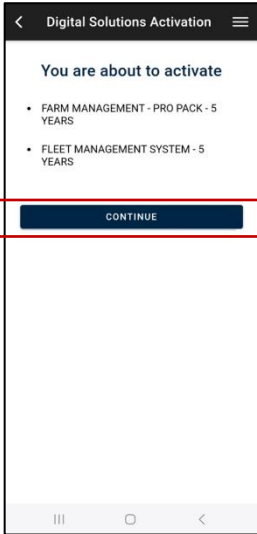 Digital Solutions Activation
You are about to activate
• FARM MANAGEMENT - PRO PACK - 5
YEARS
• FLEET MANAGEMENT SYSTEM - 5
YEARS
CONTINUE